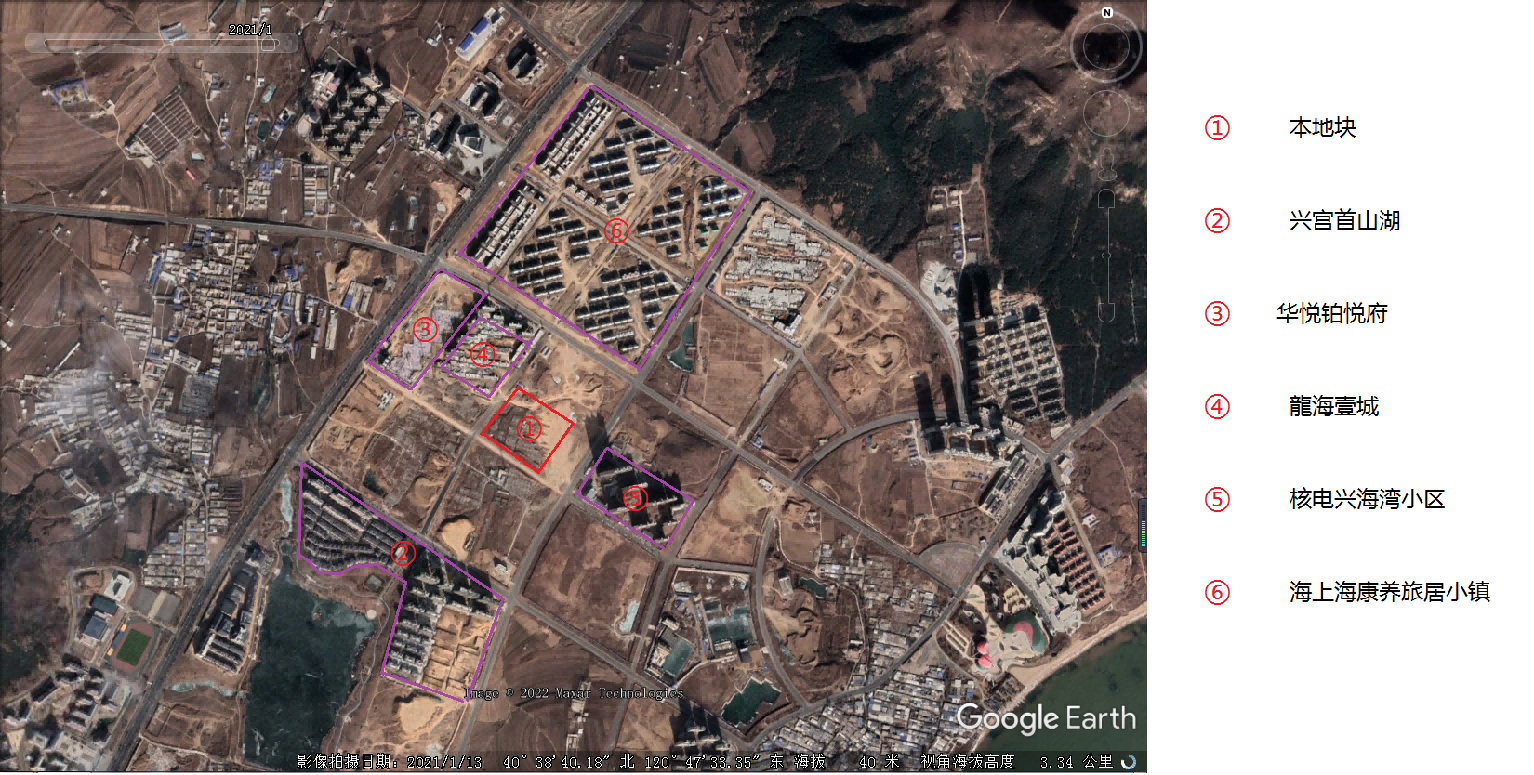 2021/1
N
⑥
③
④
①
⑤
②
Image © 2022 Maxar Technologies
Google Earth
影像拍摄日期: 2021/1/13 40° 38'40.18" 北 120° 47'33.35" 东 海拔 40 米 视角海拔高度 3.34 公里
① 本地块
② 兴宫首山湖
③ 华悦铂悦府
④ 龍海壹城
⑤ 核电兴海湾小区
⑥ 海上海康养旅居小镇